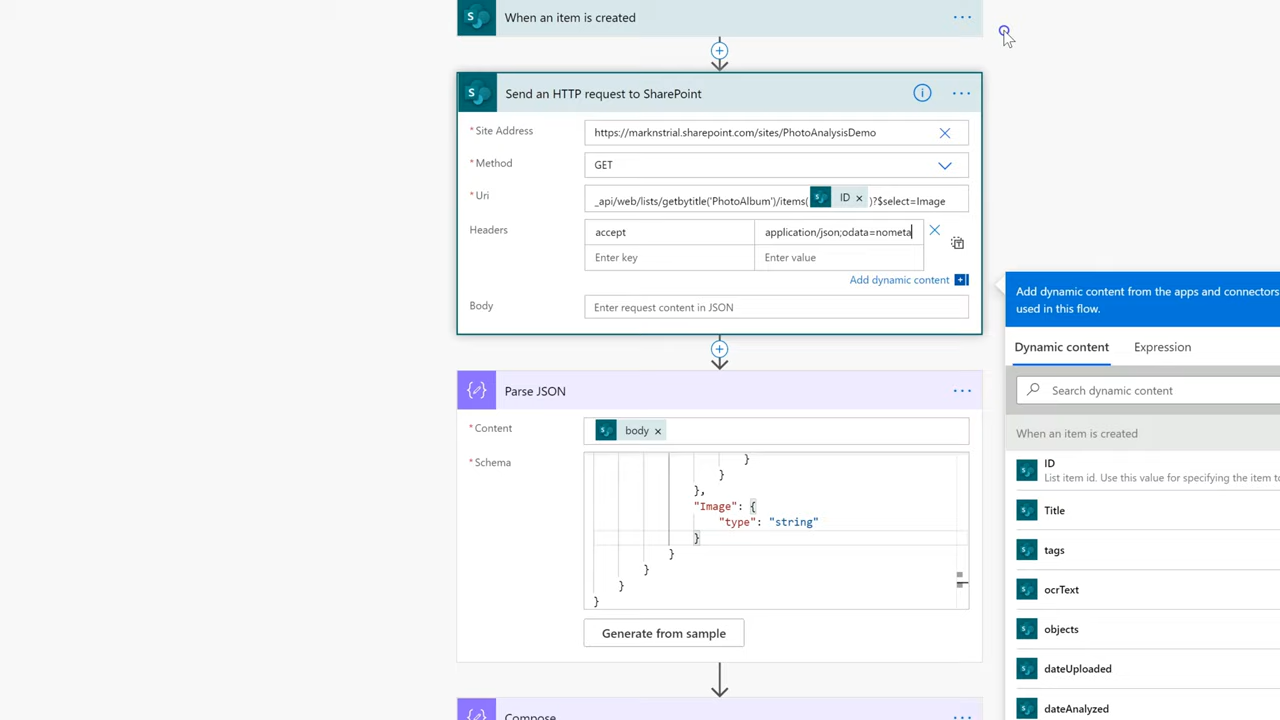 When an item is created
Send an HTTP request to SharePoint
* Site Address
https://marknstrial.sharepoint.com/sites/PhotoAnalysisDemo
* Method
GET
* Uri
_api/web/lists/getbytitle('PhotoAlbum')/items( ID )?$select=Image
Headers
accept
application/json;odata=nometa
Enter key
Enter value
Add dynamic content
Body
Enter request content in JSON
Parse JSON
* Content
body
* Schema
}
}
},
"Image": {
"type": "string"
}
}
}
}
}
Generate from sample
Compose
Add dynamic content from the apps and connectors
used in this flow.
Dynamic content
Expression
Search dynamic content
When an item is created
ID
List item id. Use this value for specifying the item to
Title
tags
ocrText
objects
dateUploaded
dateAnalyzed